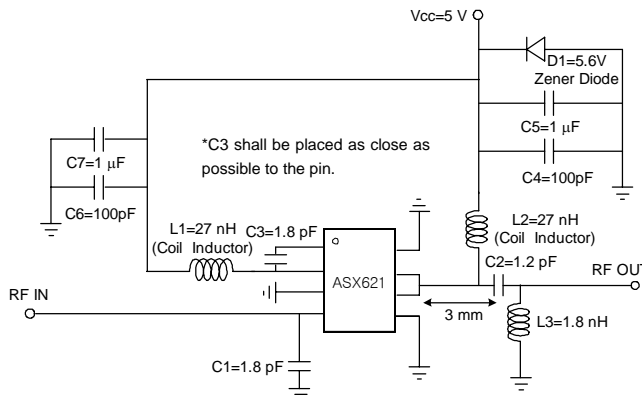 Vcc=5 V
D1=5.6V
Zener Diode
C5=1 μF
C4=100pF
C7=1 μF
C6=100pF
*C3 shall be placed as close as
possible to the pin.
L1=27 nH
(Coil Inductor)
C3=1.8 pF
L2=27 nH
(Coil Inductor)
C2=1.2 pF
ASX621
RF IN
RF OUT
3 mm
L3=1.8 nH
C1=1.8 pF